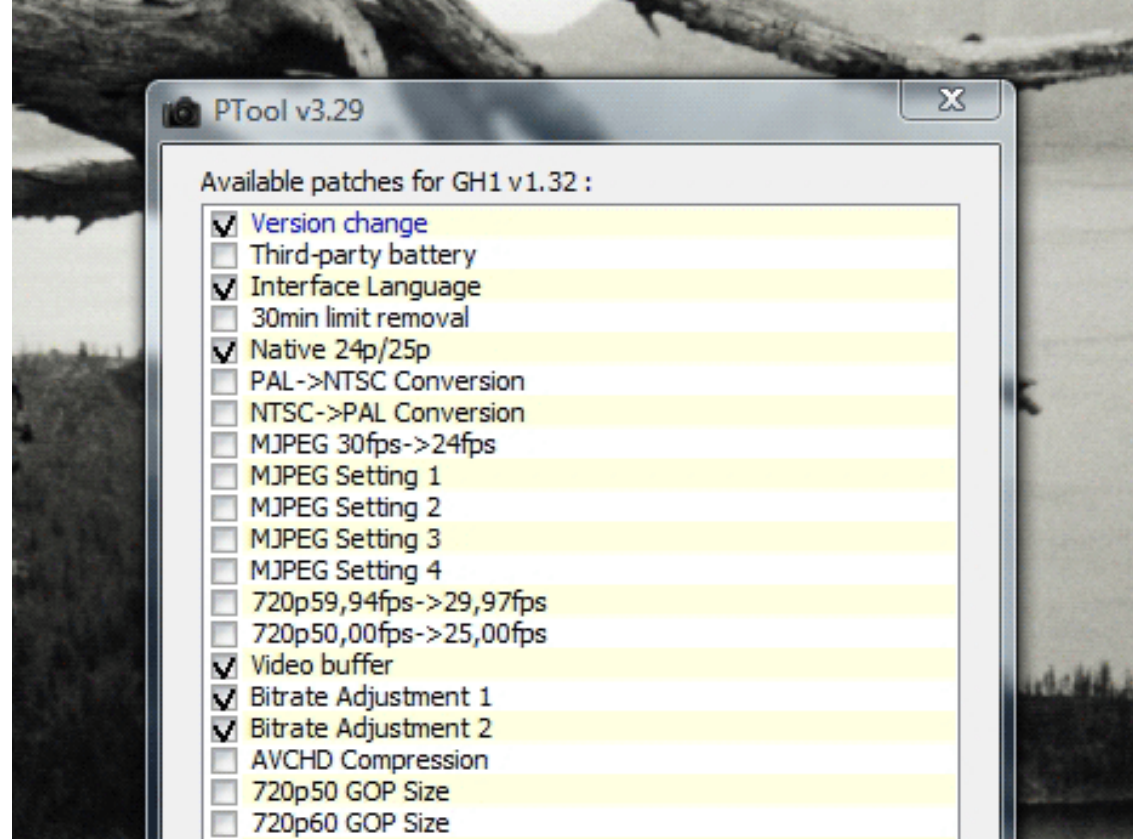 PTool v3.29
Available patches for GH1 v1.32 :
Version change
Third-party battery
Interface Language
30min limit removal
Native 24p/25p
PAL->NTSC Conversion
NTSC->PAL Conversion
MJPEG 30fps->24fps
MJPEG Setting 1
MJPEG Setting 2
MJPEG Setting 3
MJPEG Setting 4
720p59,94fps->29,97fps
720p50,00fps->25,00fps
Video buffer
Bitrate Adjustment 1
Bitrate Adjustment 2
AVCHD Compression
720p50 GOP Size
720p60 GOP Size